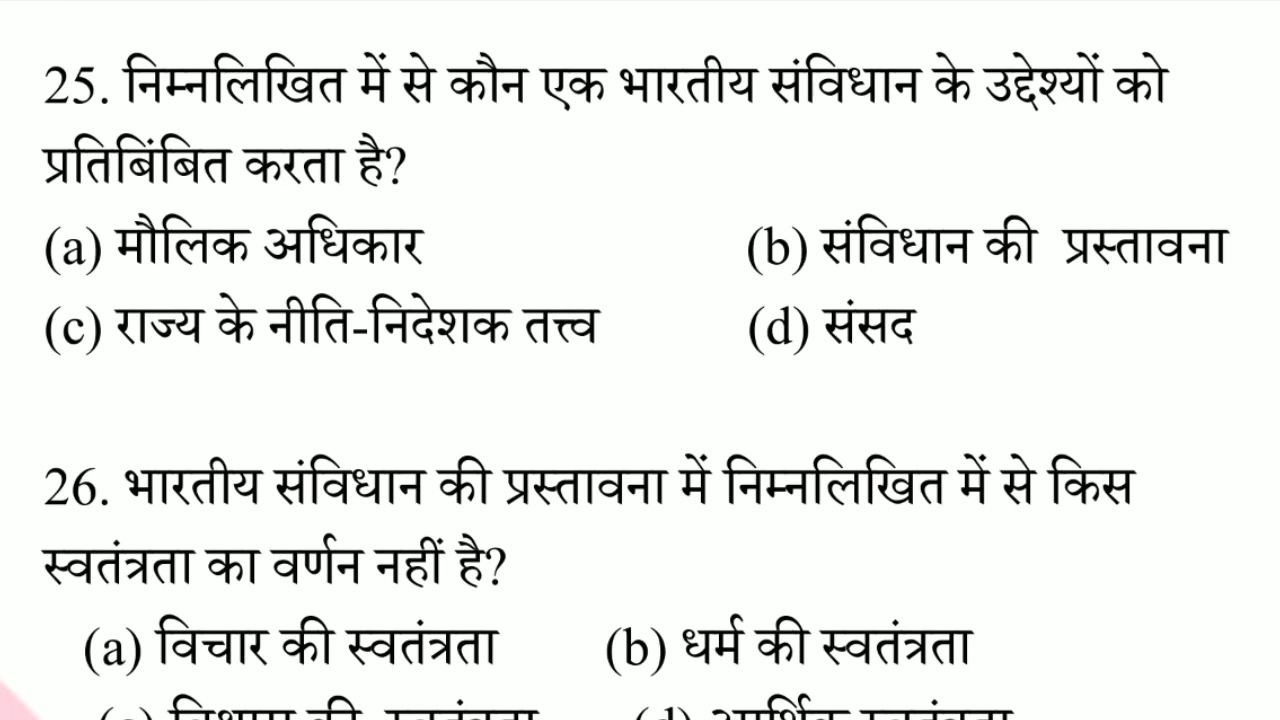 25. निम्नलिखित में से कौन एक भारतीय संविधान के उद्देश्यों को
प्रतिबिंबित करता है?
(a) मौलिक अधिकार (b) संविधान की प्रस्तावना
(c) राज्य के नीति-निदेशक तत्त्व (d) संसद
26. भारतीय संविधान की प्रस्तावना में निम्नलिखित में से किस
स्वतंत्रता का वर्णन नहीं है?
(a) विचार की स्वतंत्रता (b) धर्म की स्वतंत्रता